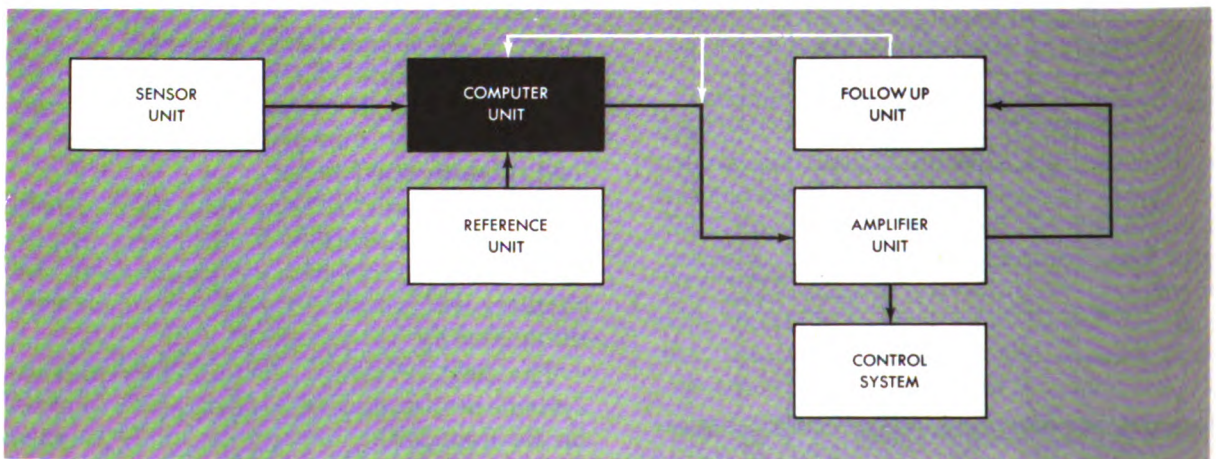 SENSOR
UNIT
COMPUTER
UNIT
FOLLOW UP
UNIT
REFERENCE
UNIT
AMPLIFIER
UNIT
CONTROL
SYSTEM